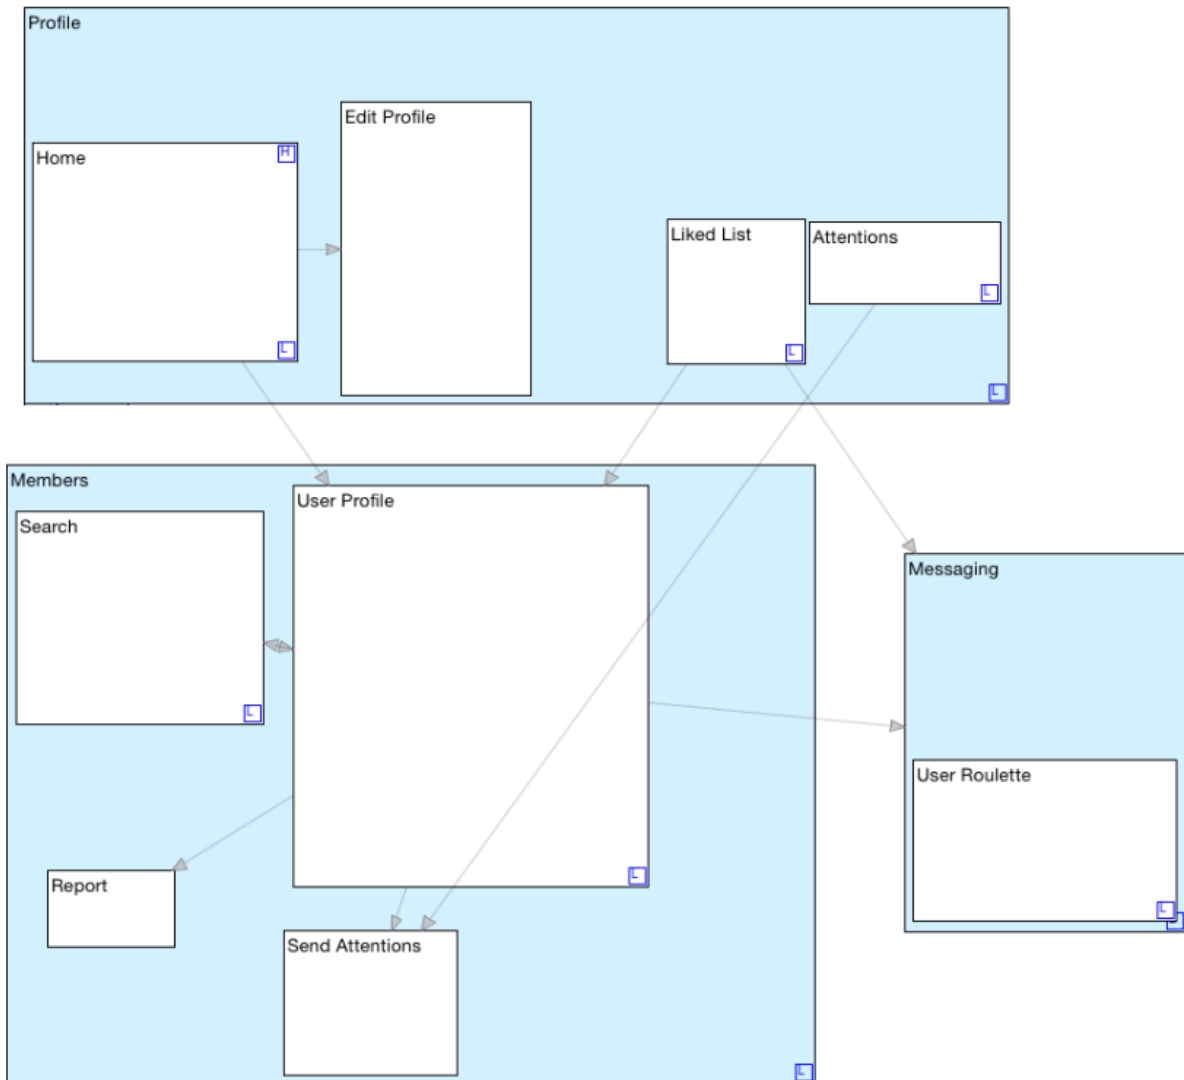 Profile
Edit Profile
Home
H
L
Liked List
L
Attentions
L
L
Members
Search
L
User Profile
L
Report
Send Attentions
L
Messaging
User Roulette
L